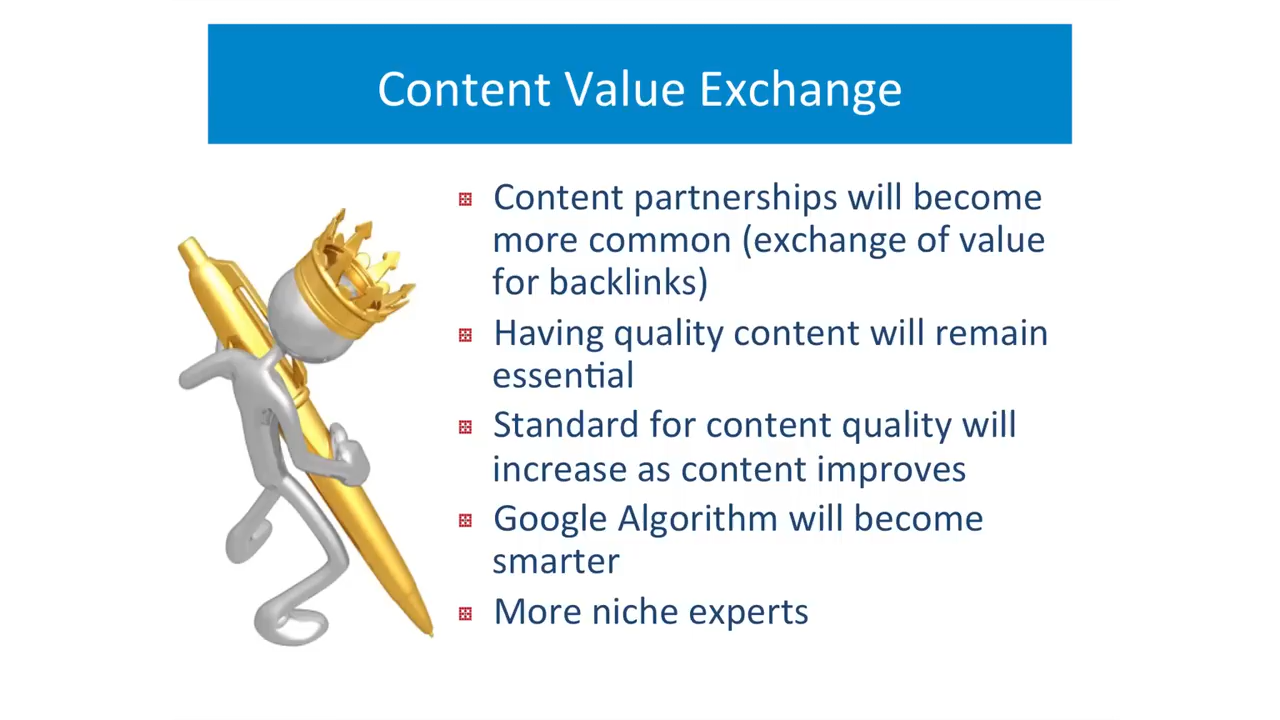 Content Value Exchange
Content partnerships will become
more common (exchange of value
for backlinks)
Having quality content will remain
essential
Standard for content quality will
increase as content improves
Google Algorithm will become
smarter
More niche experts